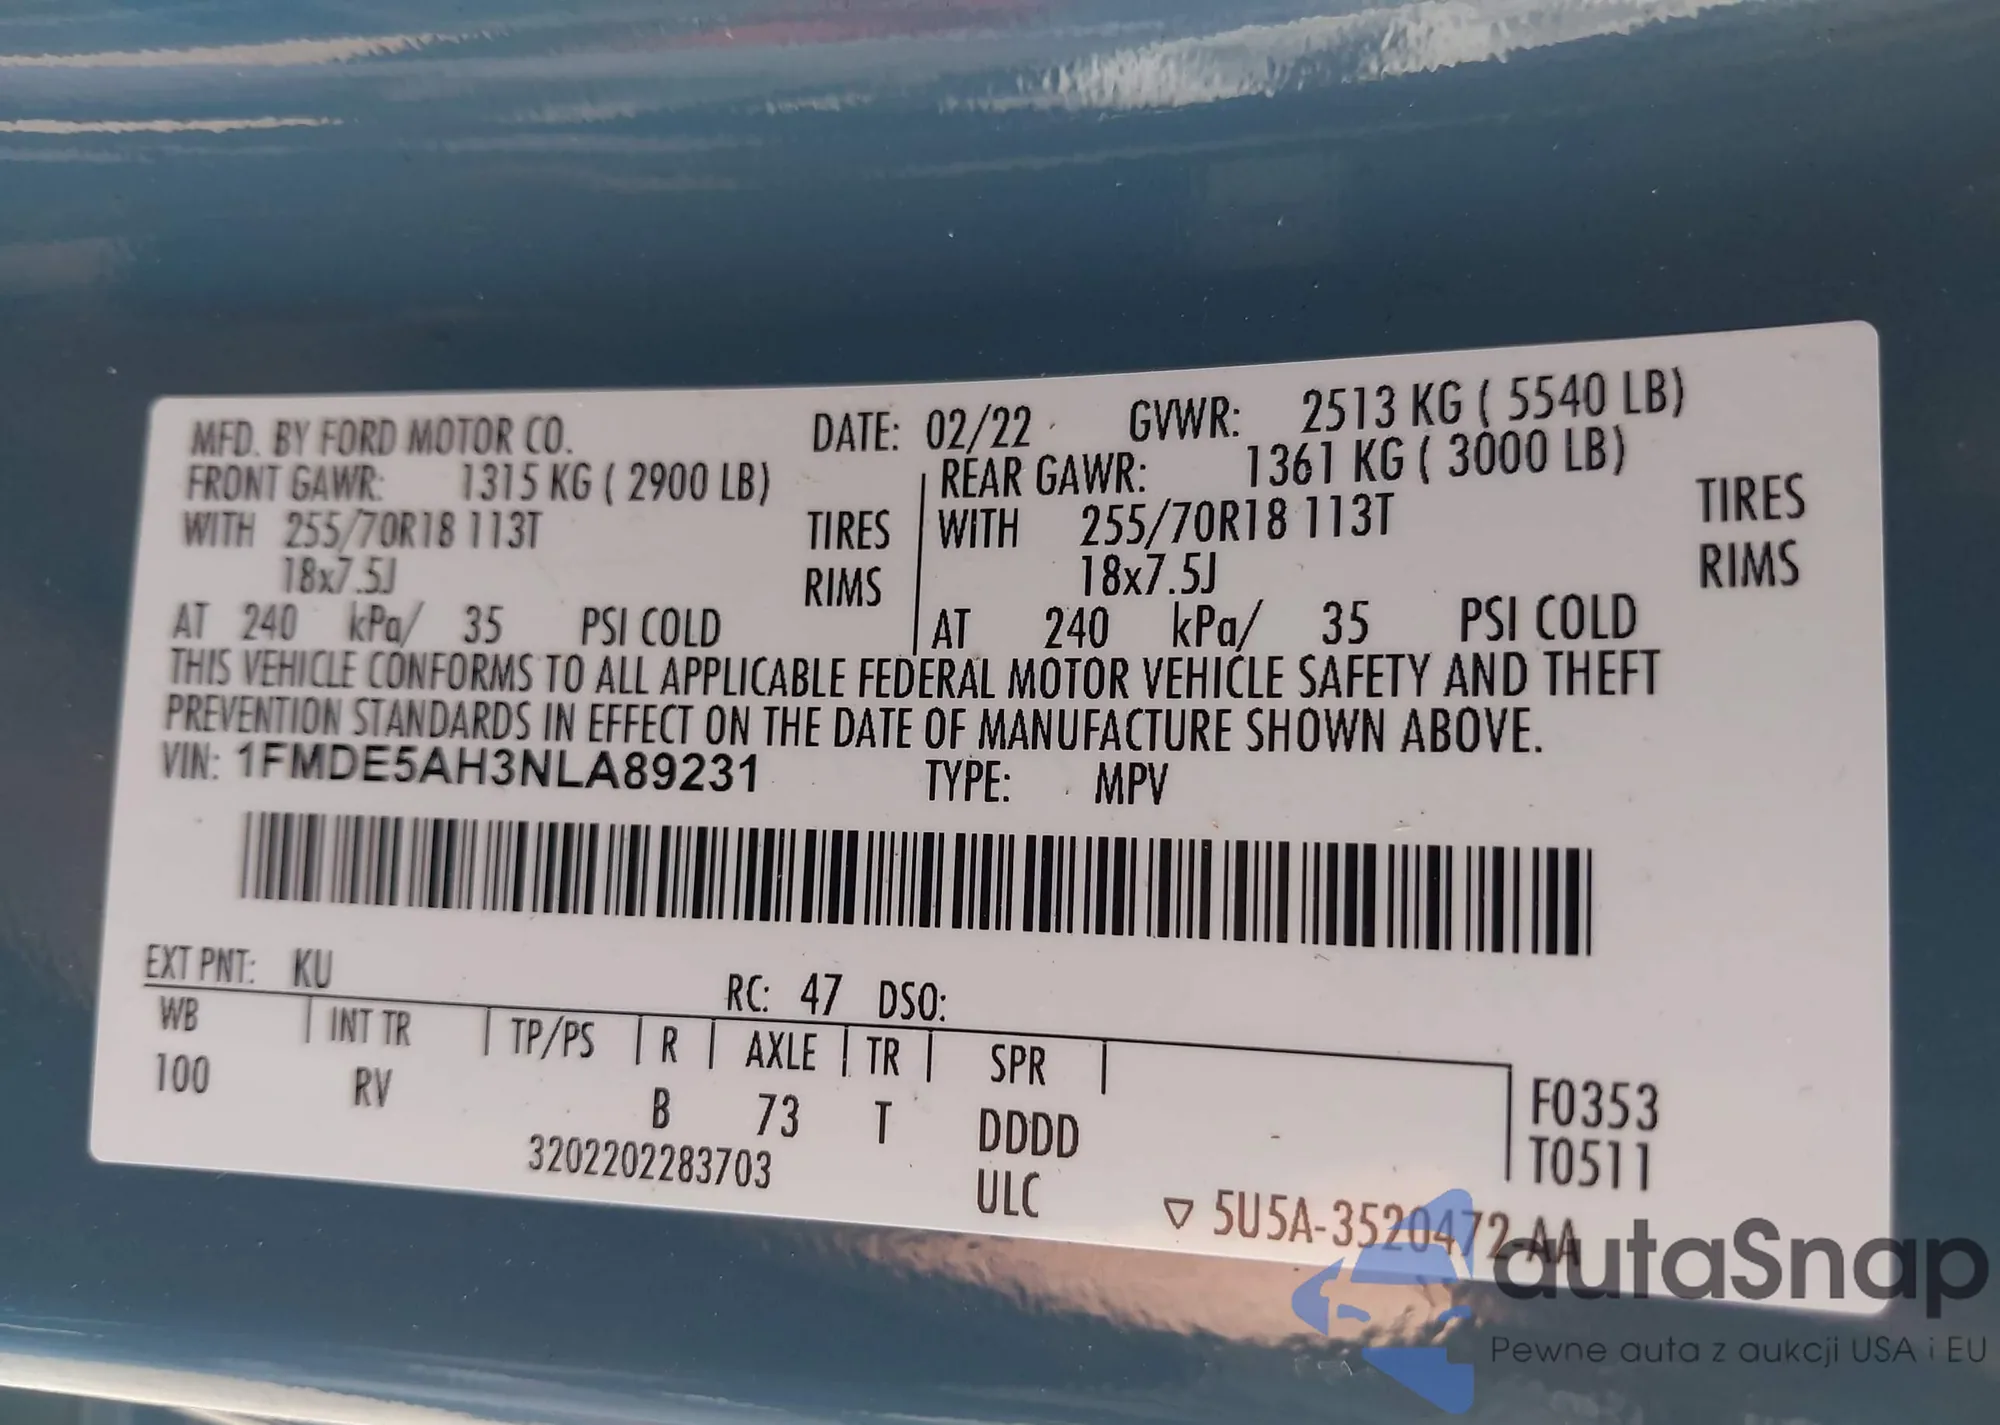 MFD. BY FORD MOTOR CO. DATE: 02/22 GVWR: 2513 KG ( 5540 LB)
FRONT GAWR: 1315 KG ( 2900 LB) REAR GAWR: 1361 KG ( 3000 LB)
WITH 255/70R18 113T TIRES WITH 255/70R18 113T TIRES
18x7.5J RIMS 18x7.5J RIMS
AT 240 kPa/ 35 PSI COLD AT 240 kPa/ 35 PSI COLD
THIS VEHICLE CONFORMS TO ALL APPLICABLE FEDERAL MOTOR VEHICLE SAFETY AND THEFT
PREVENTION STANDARDS IN EFFECT ON THE DATE OF MANUFACTURE SHOWN ABOVE.
VIN: 1FMDE5AH3NLA89231 TYPE: MPV
EXT PNT: KU RC: 47 DSO:
WB INT TR TP/PS R AXLE TR SPR
100 RV B 73 T DDDD F0353
3202202283703 ULC T0511
▽ 5U5A-3520472-AA
autaSnap
Pewne auta z aukcji USA i EU